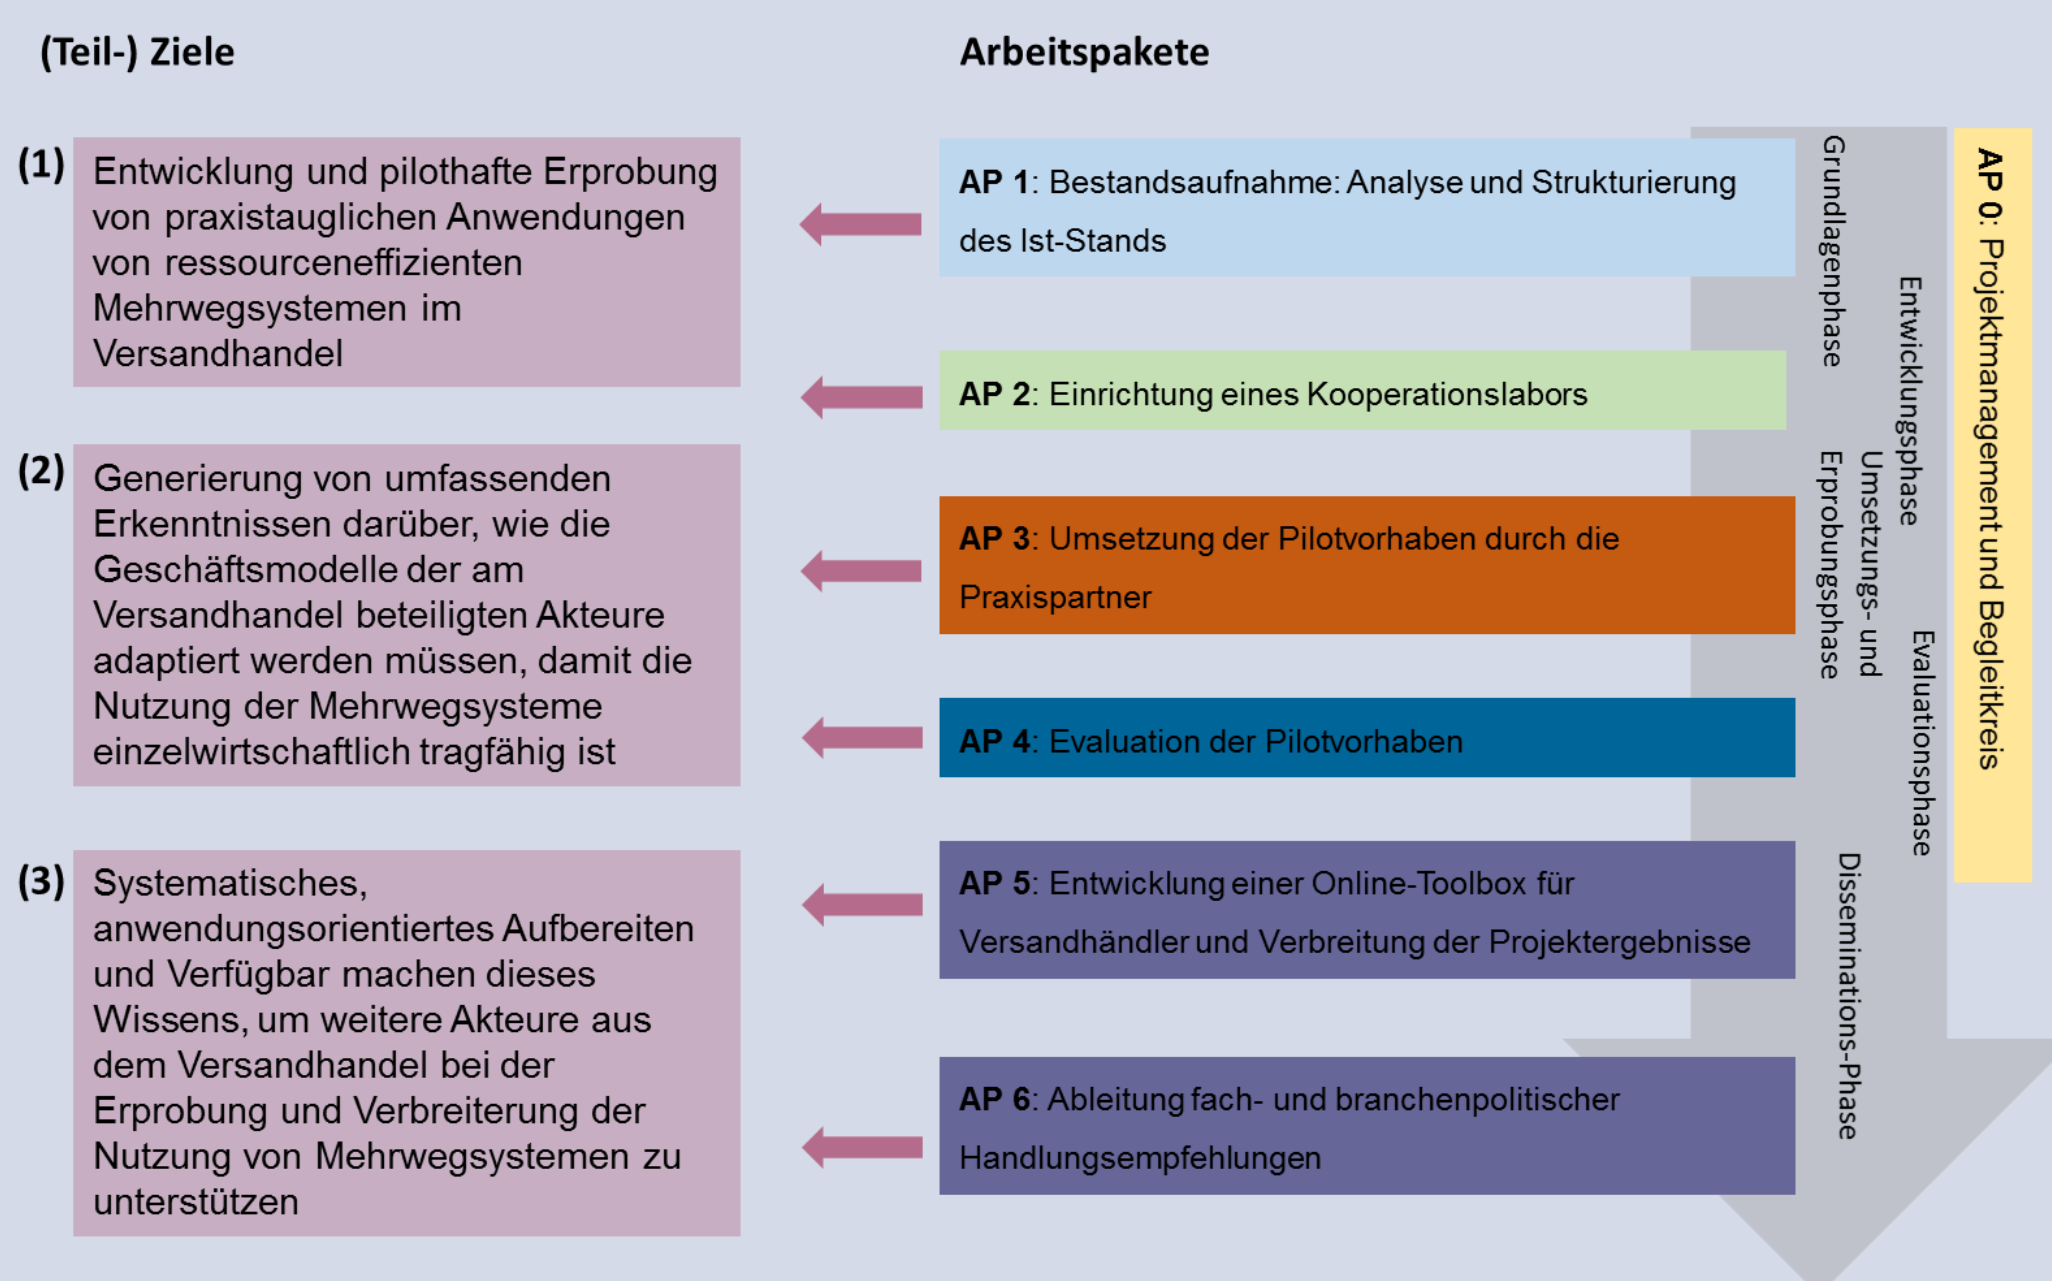 (Teil-) Ziele
Arbeitspakete
(1)
Entwicklung und pilothafte Erprobung
von praxistauglichen Anwendungen
von ressourceneffizienten
Mehrwegsystemen im
Versandhandel
(2)
Generierung von umfassenden
Erkenntnissen darüber, wie die
Geschäftsmodelle der am
Versandhandel beteiligten Akteure
adaptiert werden müssen, damit die
Nutzung der Mehrwegsysteme
einzelwirtschaftlich tragfähig ist
(3)
Systematisches,
anwendungsorientiertes Aufbereiten
und Verfügbar machen dieses
Wissens, um weitere Akteure aus
dem Versandhandel bei der
Erprobung und Verbreiterung der
Nutzung von Mehrwegsystemen zu
unterstützen
AP 1: Bestandsaufnahme: Analyse und Strukturierung
des Ist-Stands
AP 2: Einrichtung eines Kooperationslabors
AP 3: Umsetzung der Pilotvorhaben durch die
Praxispartner
AP 4: Evaluation der Pilotvorhaben
AP 5: Entwicklung einer Online-Toolbox für
Versandhändler und Verbreitung der Projektergebnisse
AP 6: Ableitung fach- und branchenpolitischer
Handlungsempfehlungen
Grundlagenphase
Entwicklungsphase
Umsetzungs- und
Erprobungsphase
Evaluationsphase
Disseminations-Phase
AP 0: Projektmanagement und Begleitkreis